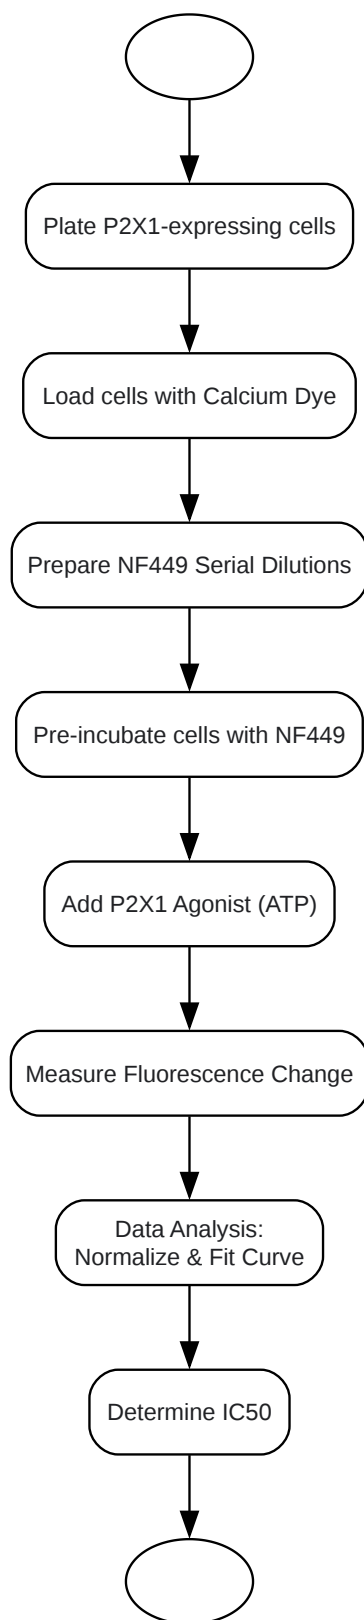 Plate P2X1-expressing cells
Load cells with Calcium Dye
Prepare NF449 Serial Dilutions
Pre-incubate cells with NF449
Add P2X1 Agonist (ATP)
Measure Fluorescence Change
Data Analysis:
Normalize & Fit Curve
Determine IC50